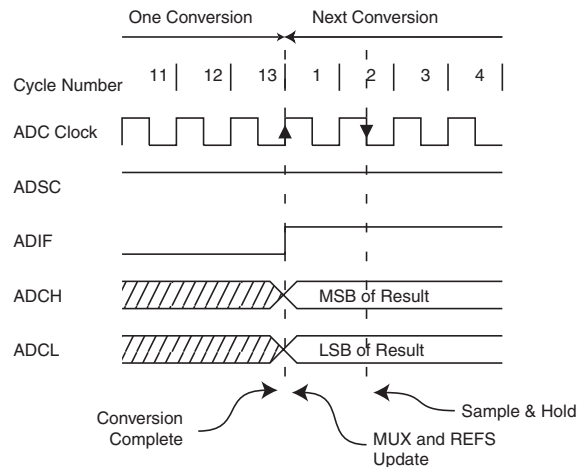 One Conversion Next Conversion
Cycle Number 11 12 13 1 2 3 4
ADC Clock
ADSC
ADIF
ADCH MSB of Result
ADCL LSB of Result
Conversion
Complete
MUX and REFS
Update
Sample & Hold